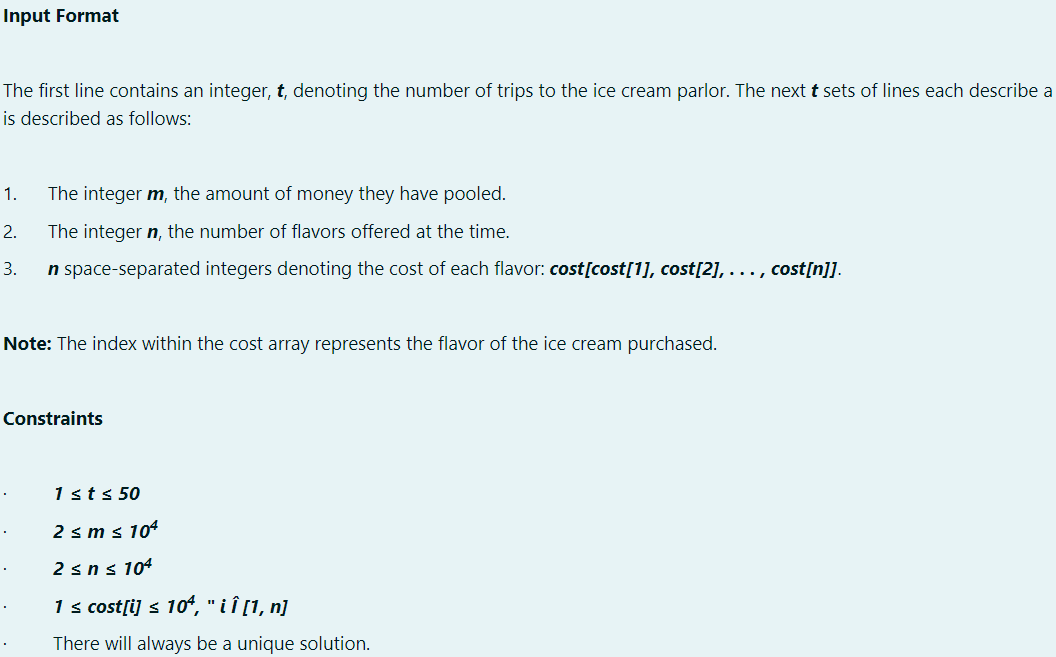 Input Format
The first line contains an integer, t, denoting the number of trips to the ice cream parlor. The next t sets of lines each describe a
is described as follows:
1. The integer m, the amount of money they have pooled.
2. The integer n, the number of flavors offered at the time.
3. n space-separated integers denoting the cost of each flavor: cost[cost[1], cost[2], . . . , cost[n]].
Note: The index within the cost array represents the flavor of the ice cream purchased.
Constraints
· 1 ≤ t ≤ 50
· 2 ≤ m ≤ 10⁴
· 2 ≤ n ≤ 10⁴
· 1 ≤ cost[i] ≤ 10⁴, " i Î [1, n]
· There will always be a unique solution.